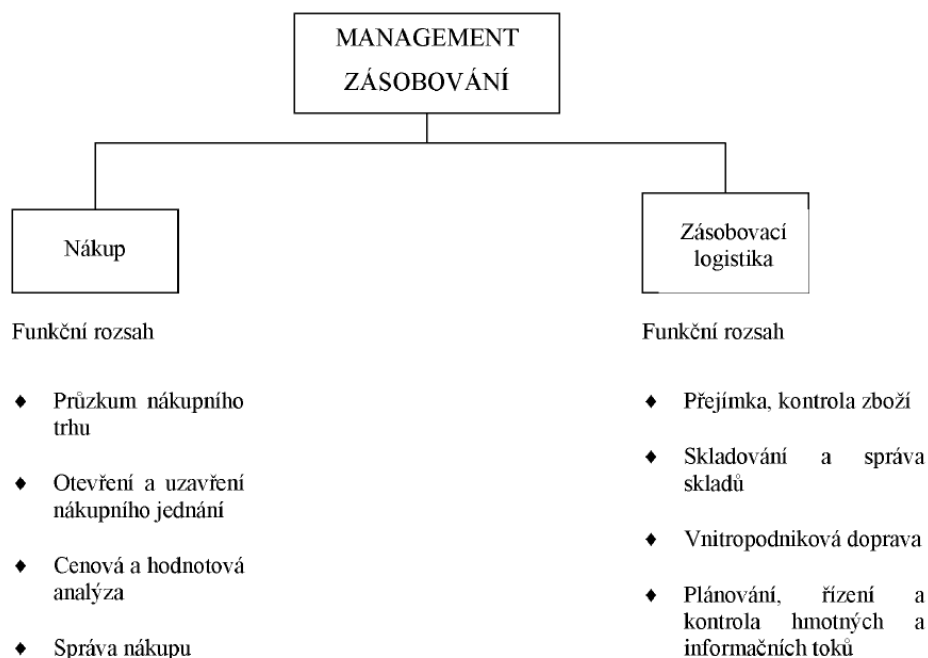 MANAGEMENT
ZÁSOBOVÁNÍ
Nákup
Funkční rozsah
♦ Průzkum nákupního
trhu
♦ Otevření a uzavření
nákupního jednání
♦ Cenová a hodnotová
analýza
♦ Správa nákupu
Zásobovací
logistika
Funkční rozsah
♦ Přejímka, kontrola zboží
♦ Skladování a správa
skladů
♦ Vnitropodniková doprava
♦ Plánování, řízení a
kontrola hmotných a
informačních toků